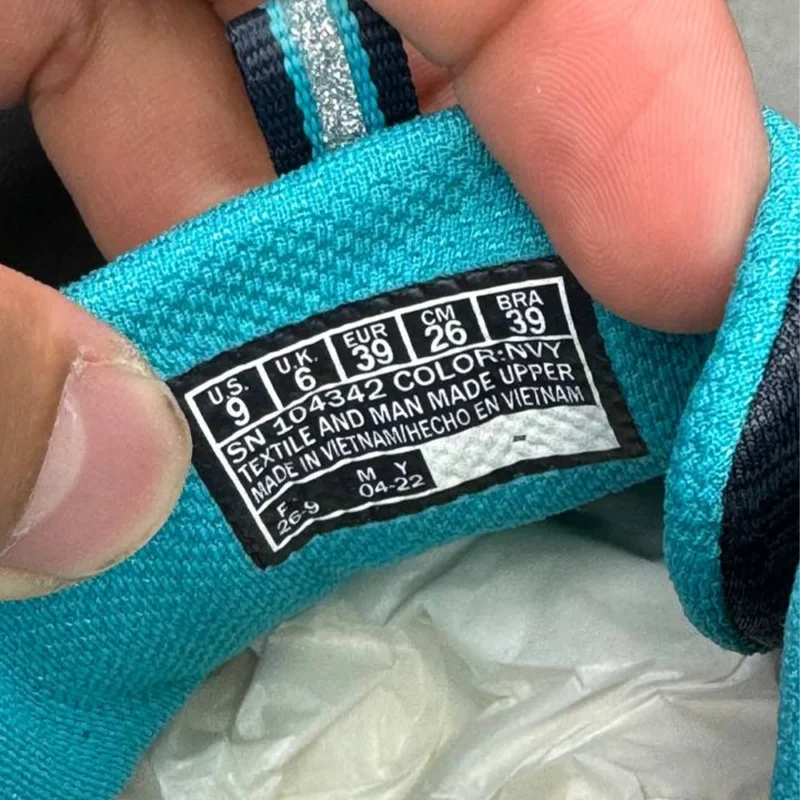 U.S. U.K. EUR CM BRA
9 6 39 26 39
SN 104342 COLOR:NVY
TEXTILE AND MAN MADE UPPER
MADE IN VIETNAM/HECHO EN VIETNAM
F. M Y
26-9 04-22